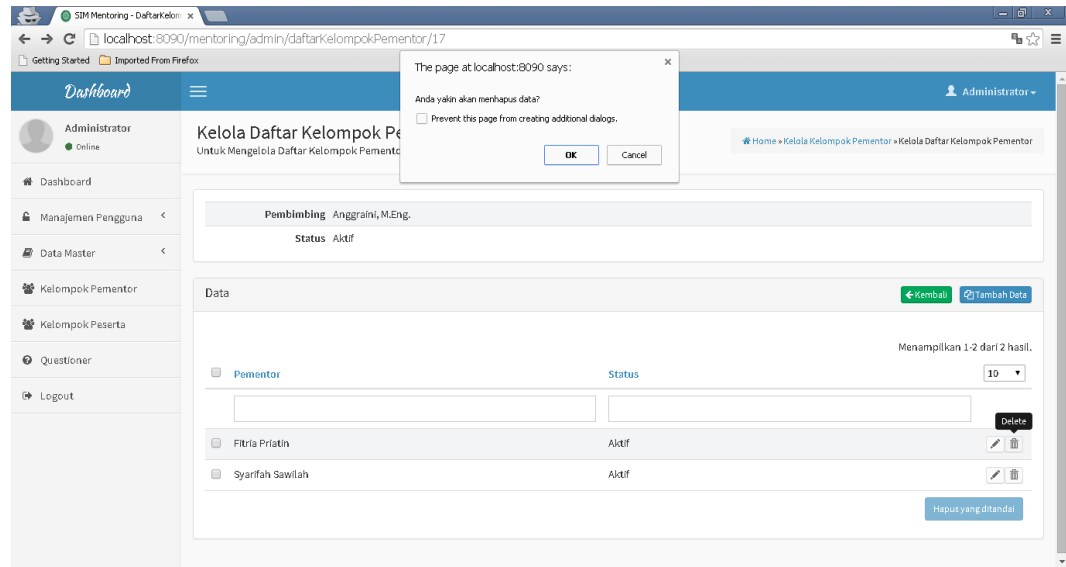 SIM Mentoring - DaftarKelom
localhost:8090/mentoring/admin/daftarKelompokPementor/17
Getting Started Imported From Firefox
The page at localhost:8090 says:
Anda yakin akan menhapus data?
Prevent this page from creating additional dialogs.
OK Cancel
Dashboard Administrator
Administrator
Online
Dashboard
Manajemen Pengguna
Data Master
Kelompok Pementor
Kelompok Peserta
Questioner
Logout
Kelola Daftar Kelompok Pe
Untuk Mengelola Daftar Kelompok Pemento
Home » Kelola Kelompok Pementor » Kelola Daftar Kelompok Pementor
Pembimbing Anggraini, M.Eng.
Status Aktif
Data Kembali Tambah Data
Menampilkan 1-2 dari 2 hasil.
Pementor Status 10
Delete
Fitria Priatin Aktif
Syarifah Sawilah Aktif
Hapus yang ditandai